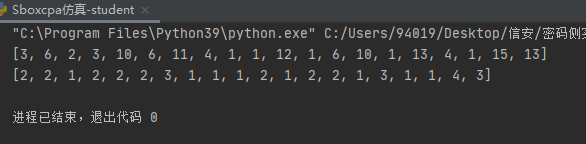 Sboxcpa仿真-student ×
"C:\Program Files\Python39\python.exe" C:/Users/94019/Desktop/信安/密码侧
[3, 6, 2, 3, 10, 6, 11, 4, 1, 1, 12, 1, 6, 10, 1, 13, 4, 1, 15, 13]
[2, 2, 1, 2, 2, 2, 3, 1, 1, 1, 2, 1, 2, 2, 1, 3, 1, 1, 4, 3]
进程已结束，退出代码 0